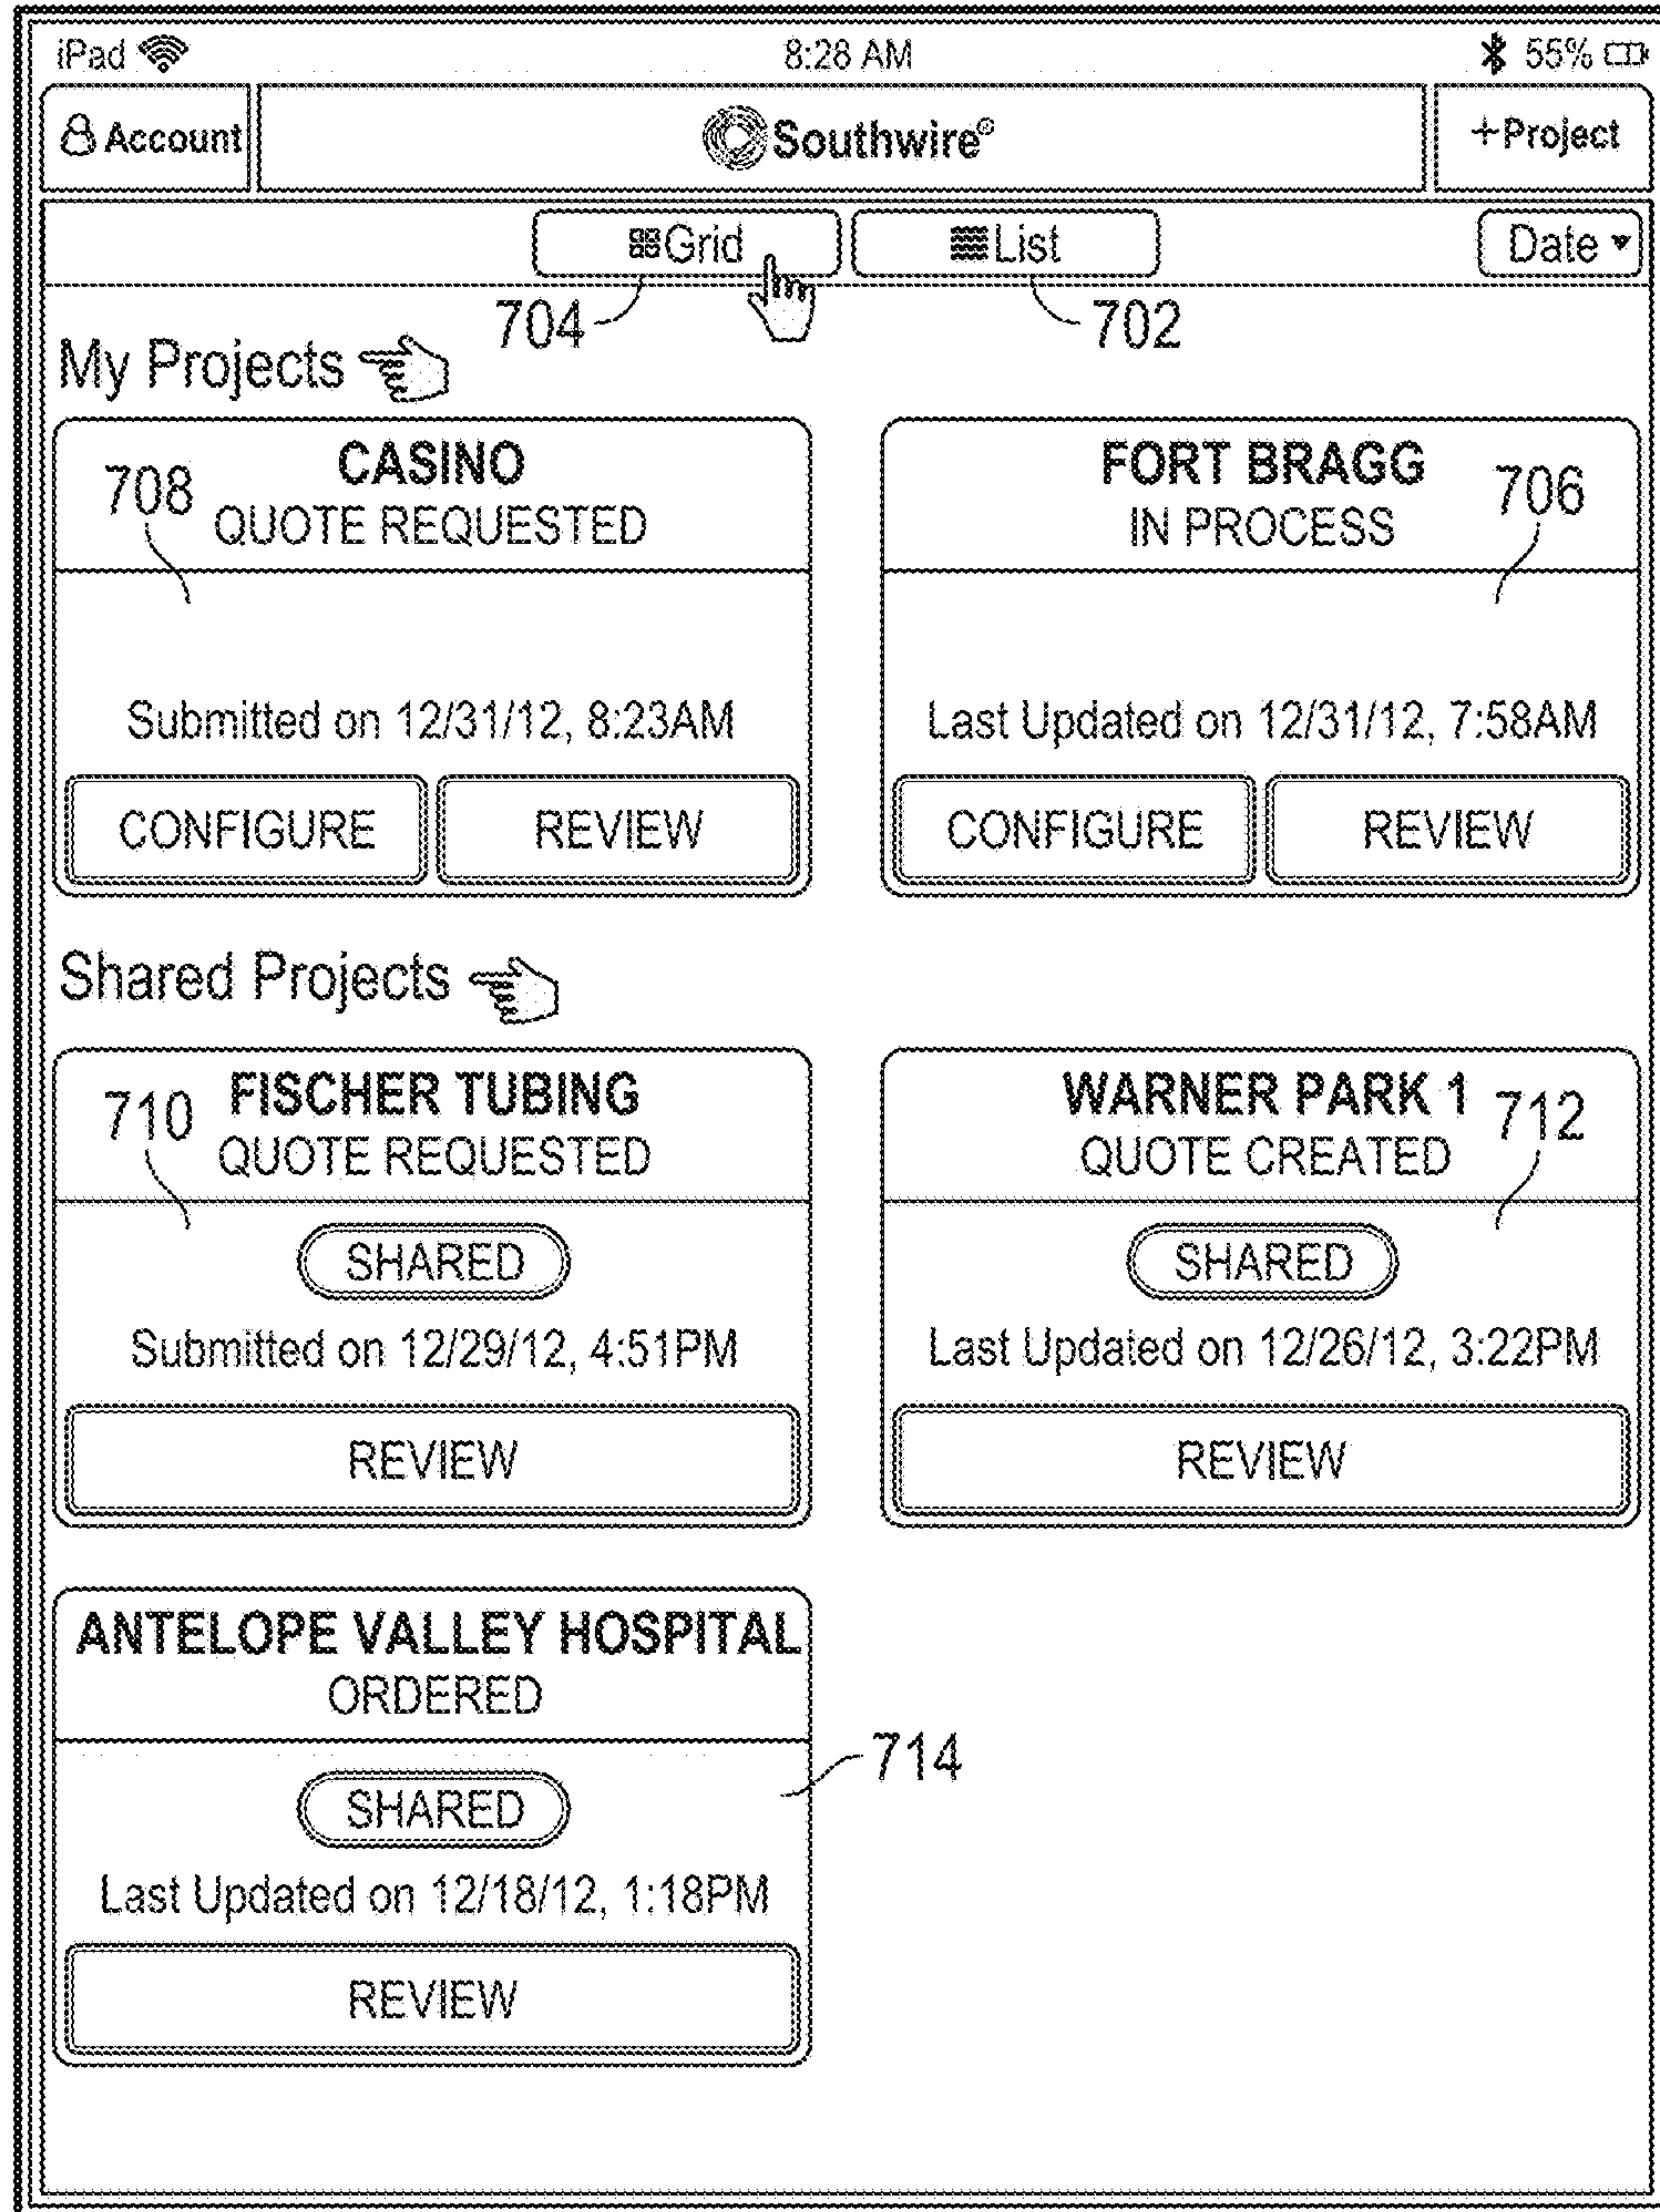 iPad 8:28 AM 55%
Account Southwire® +Project
Grid List Date
704 702
My Projects
CASINO
708
QUOTE REQUESTED
Submitted on 12/31/12, 8:23AM
CONFIGURE REVIEW
FORT BRAGG
706
IN PROCESS
Last Updated on 12/31/12, 7:58AM
CONFIGURE REVIEW
Shared Projects
FISCHER TUBING
710
QUOTE REQUESTED
SHARED
Submitted on 12/29/12, 4:51PM
REVIEW
WARNER PARK 1
712
QUOTE CREATED
SHARED
Last Updated on 12/26/12, 3:22PM
REVIEW
ANTELOPE VALLEY HOSPITAL
ORDERED
714
SHARED
Last Updated on 12/18/12, 1:18PM
REVIEW